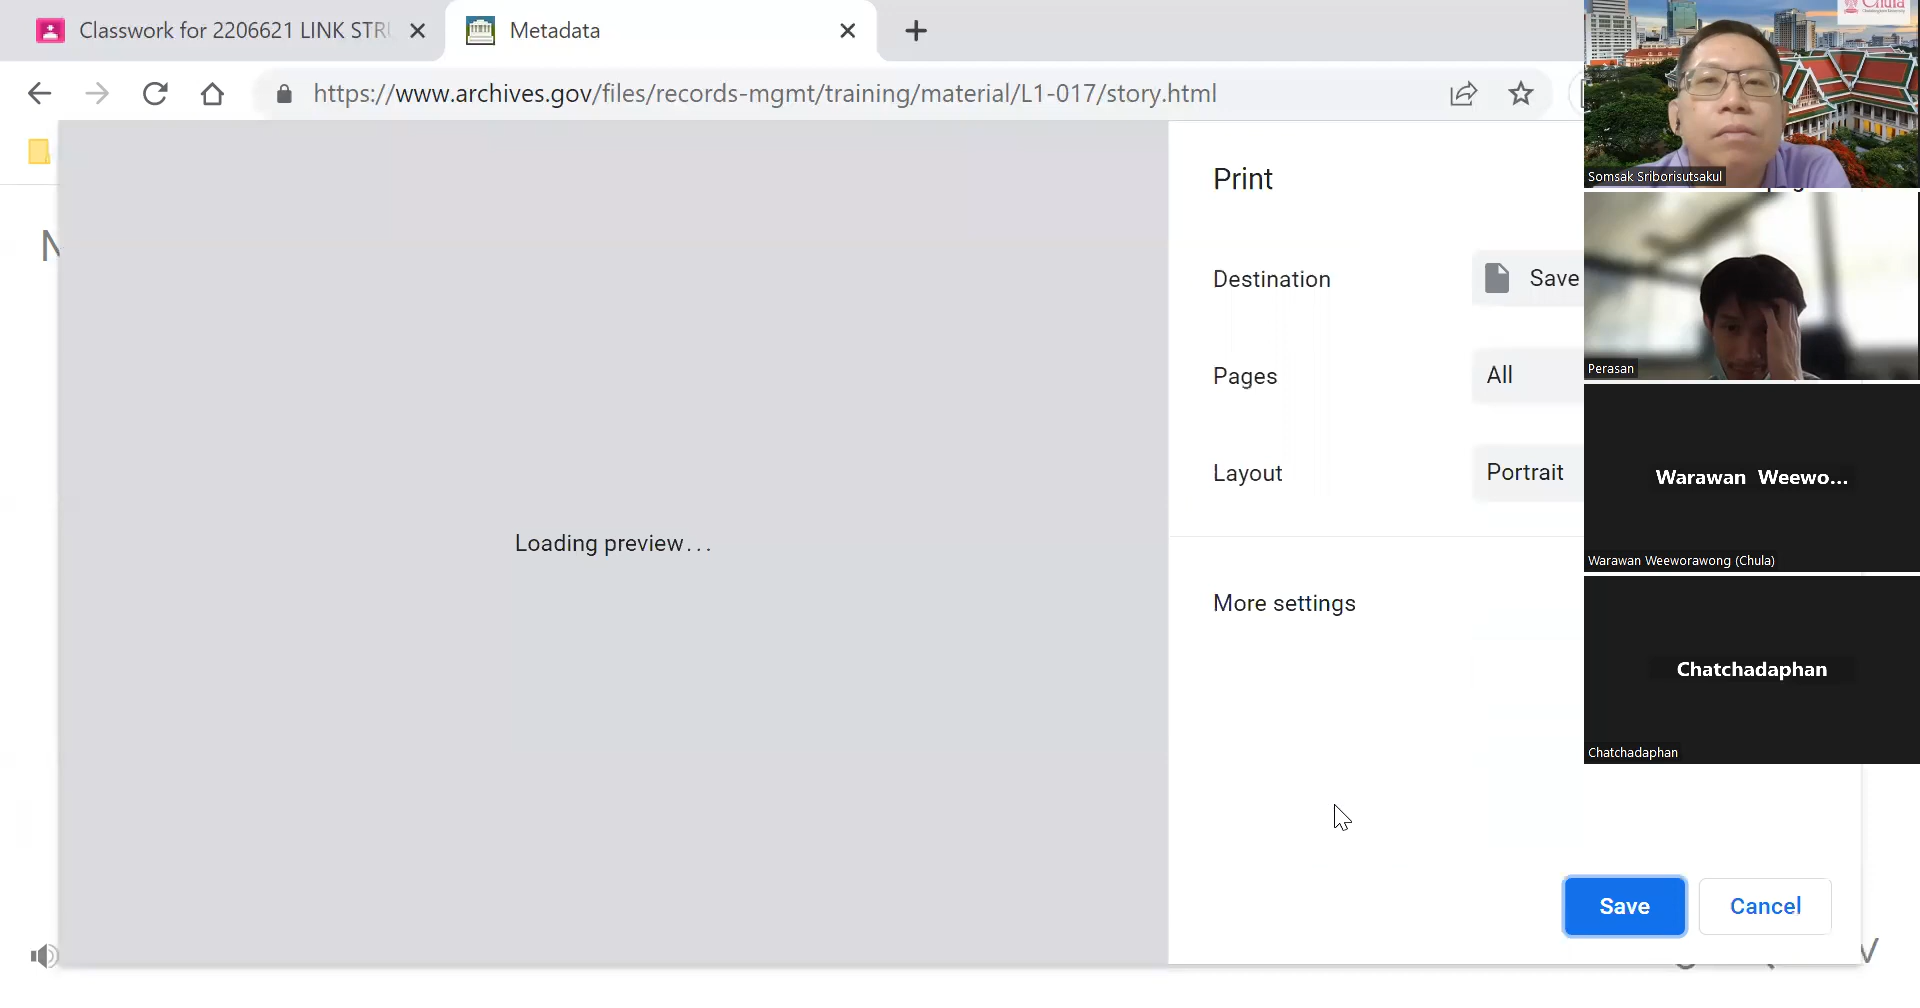 Classwork for 2206621 LINK STRU
Metadata
https://www.archives.gov/files/records-mgmt/training/material/L1-017/story.html
Chula
Print
Somsak Sriborisutsakul
Destination
Save
Pages
All
Perasan
Layout
Portrait
Warawan Weewo...
Loading preview...
Warawan Weeworawong (Chula)
More settings
Chatchadaphan
Chatchadaphan
Save
Cancel